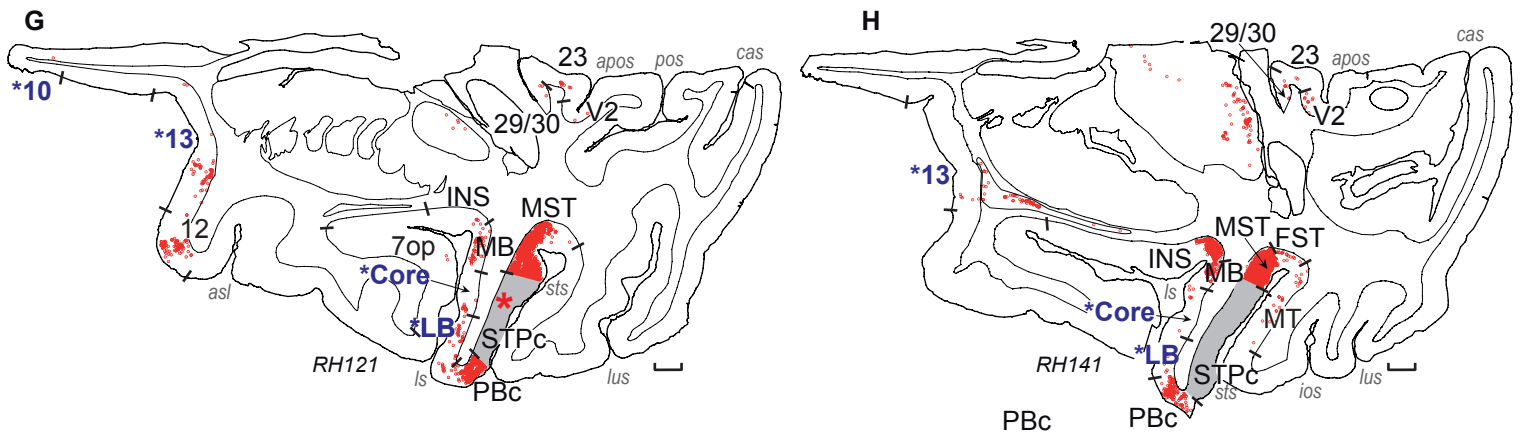 G
23
apos
pos
cas
*10
29/30
V2
*13
INS
MST
12
7op
MB
*Core
asl
*
sts
*LB
STPc
RH121
ls
PBc
lus
H
29/30
23
apos
cas
V2
*13
MST
FST
INS
MB
ls
*Core
MT
*LB
RH141
STPc
sts
ios
lus
PBc
PBc